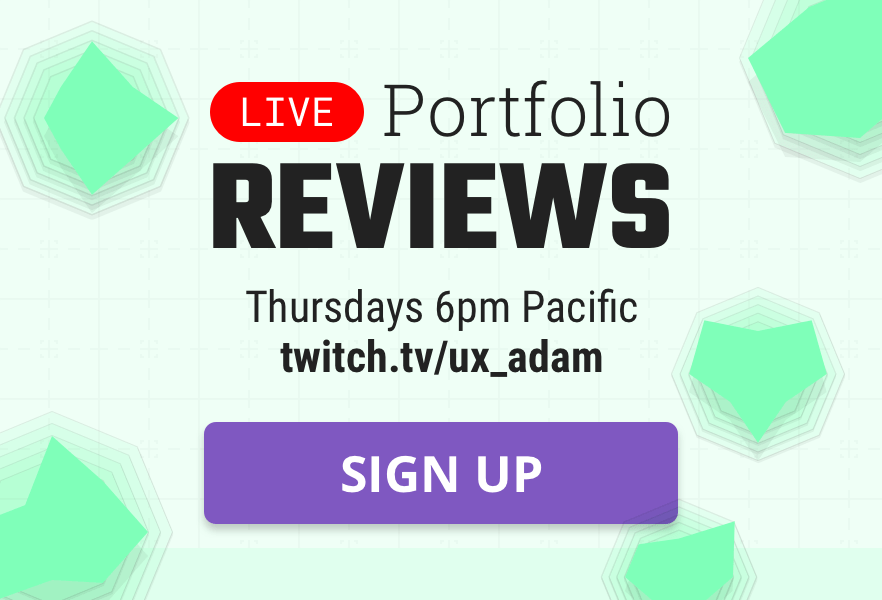 LIVE Portfolio
REVIEWS
Thursdays 6pm Pacific
twitch.tv/ux_adam
SIGN UP